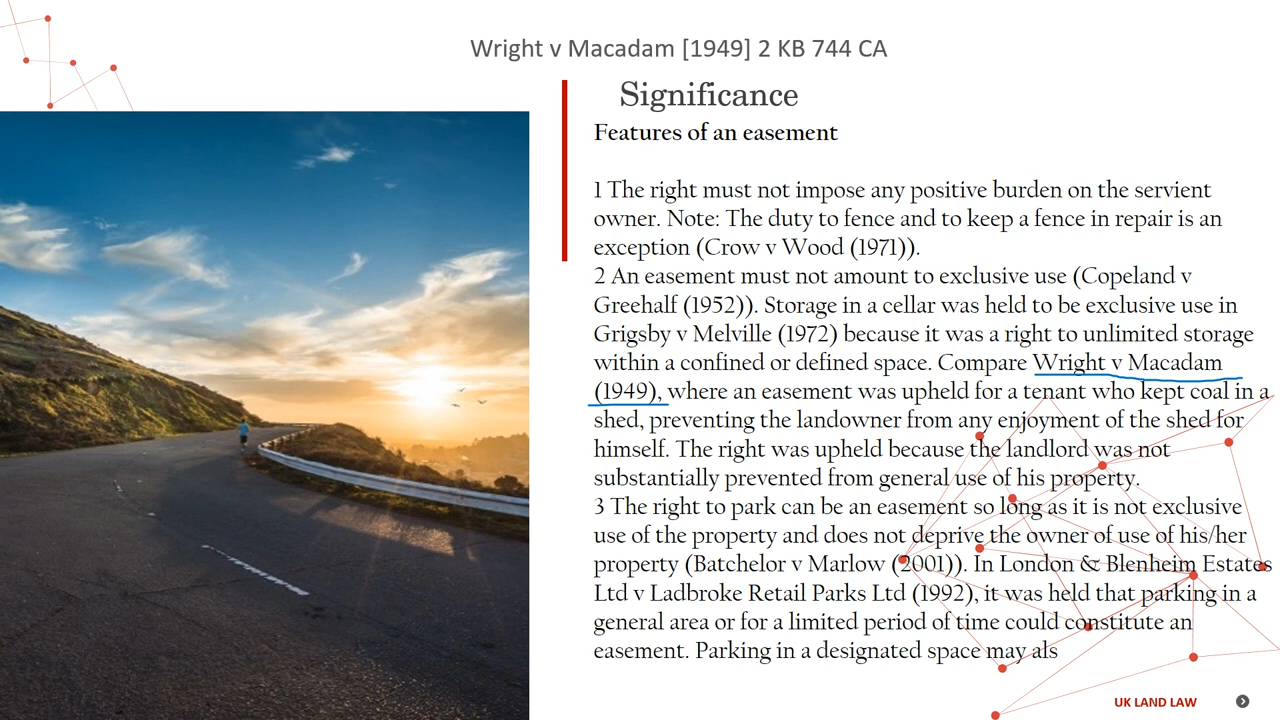 Wright v Macadam [1949] 2 KB 744 CA
Significance
Features of an easement
1 The right must not impose any positive burden on the servient
owner. Note: The duty to fence and to keep a fence in repair is an
exception (Crow v Wood (1971)).
2 An easement must not amount to exclusive use (Copeland v
Greehalf (1952)). Storage in a cellar was held to be exclusive use in
Grigsby v Melville (1972) because it was a right to unlimited storage
within a confined or defined space. Compare Wright v Macadam
(1949), where an easement was upheld for a tenant who kept coal in a
shed, preventing the landowner from any enjoyment of the shed for
himself. The right was upheld because the landlord was not
substantially prevented from general use of his property.
3 The right to park can be an easement so long as it is not exclusive
use of the property and does not deprive the owner of use of his/her
property (Batchelor v Marlow (2001)). In London & Blenheim Estates
Ltd v Ladbroke Retail Parks Ltd (1992), it was held that parking in a
general area or for a limited period of time could constitute an
easement. Parking in a designated space may als
UK LAND LAW